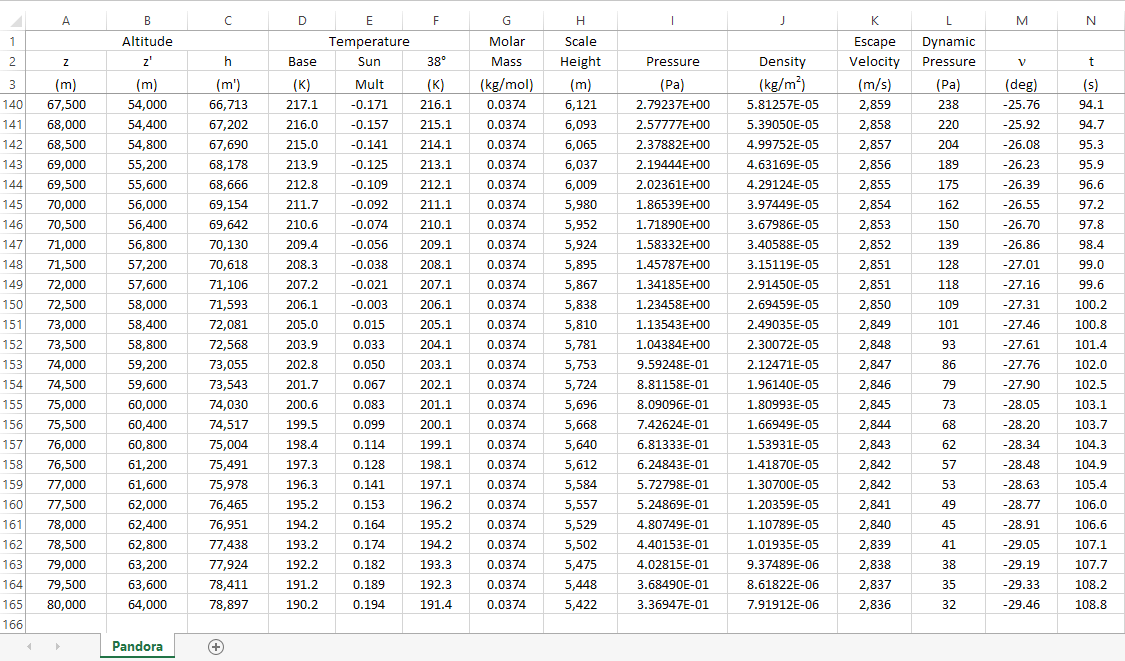 A B C D E F G H I J K L M N
1 Altitude Temperature Molar Scale Escape Dynamic
2 z z' h Base Sun 38° Mass Height Pressure Density Velocity Pressure ν t
3 (m) (m) (m') (K) Mult (K) (kg/mol) (m) (Pa) (kg/m²) (m/s) (Pa) (deg) (s)
140 67,500 54,000 66,713 217.1 -0.171 216.1 0.0374 6,121 2.79237E+00 5.81257E-05 2,859 238 -25.76 94.1
141 68,000 54,400 67,202 216.0 -0.157 215.1 0.0374 6,093 2.57777E+00 5.39050E-05 2,858 220 -25.92 94.7
142 68,500 54,800 67,690 215.0 -0.141 214.1 0.0374 6,065 2.37882E+00 4.99752E-05 2,857 204 -26.08 95.3
143 69,000 55,200 68,178 213.9 -0.125 213.1 0.0374 6,037 2.19444E+00 4.63169E-05 2,856 189 -26.23 95.9
144 69,500 55,600 68,666 212.8 -0.109 212.1 0.0374 6,009 2.02361E+00 4.29124E-05 2,855 175 -26.39 96.6
145 70,000 56,000 69,154 211.7 -0.092 211.1 0.0374 5,980 1.86539E+00 3.97449E-05 2,854 162 -26.55 97.2
146 70,500 56,400 69,642 210.6 -0.074 210.1 0.0374 5,952 1.71890E+00 3.67986E-05 2,853 150 -26.70 97.8
147 71,000 56,800 70,130 209.4 -0.056 209.1 0.0374 5,924 1.58332E+00 3.40588E-05 2,852 139 -26.86 98.4
148 71,500 57,200 70,618 208.3 -0.038 208.1 0.0374 5,895 1.45787E+00 3.15119E-05 2,851 128 -27.01 99.0
149 72,000 57,600 71,106 207.2 -0.021 207.1 0.0374 5,867 1.34185E+00 2.91450E-05 2,851 118 -27.16 99.6
150 72,500 58,000 71,593 206.1 -0.003 206.1 0.0374 5,838 1.23458E+00 2.69459E-05 2,850 109 -27.31 100.2
151 73,000 58,400 72,081 205.0 0.015 205.1 0.0374 5,810 1.13543E+00 2.49035E-05 2,849 101 -27.46 100.8
152 73,500 58,800 72,568 203.9 0.033 204.1 0.0374 5,781 1.04384E+00 2.30072E-05 2,848 93 -27.61 101.4
153 74,000 59,200 73,055 202.8 0.050 203.1 0.0374 5,753 9.59248E-01 2.12471E-05 2,847 86 -27.76 102.0
154 74,500 59,600 73,543 201.7 0.067 202.1 0.0374 5,724 8.81158E-01 1.96140E-05 2,846 79 -27.90 102.5
155 75,000 60,000 74,030 200.6 0.083 201.1 0.0374 5,696 8.09096E-01 1.80993E-05 2,845 73 -28.05 103.1
156 75,500 60,400 74,517 199.5 0.099 200.1 0.0374 5,668 7.42624E-01 1.66949E-05 2,844 68 -28.20 103.7
157 76,000 60,800 75,004 198.4 0.114 199.1 0.0374 5,640 6.81333E-01 1.53931E-05 2,843 62 -28.34 104.3
158 76,500 61,200 75,491 197.3 0.128 198.1 0.0374 5,612 6.24843E-01 1.41870E-05 2,842 57 -28.48 104.9
159 77,000 61,600 75,978 196.3 0.141 197.1 0.0374 5,584 5.72798E-01 1.30700E-05 2,842 53 -28.63 105.4
160 77,500 62,000 76,465 195.2 0.153 196.2 0.0374 5,557 5.24869E-01 1.20359E-05 2,841 49 -28.77 106.0
161 78,000 62,400 76,951 194.2 0.164 195.2 0.0374 5,529 4.80749E-01 1.10789E-05 2,840 45 -28.91 106.6
162 78,500 62,800 77,438 193.2 0.174 194.2 0.0374 5,502 4.40153E-01 1.01935E-05 2,839 41 -29.05 107.1
163 79,000 63,200 77,924 192.2 0.182 193.3 0.0374 5,475 4.02815E-01 9.37489E-06 2,838 38 -29.19 107.7
164 79,500 63,600 78,411 191.2 0.189 192.3 0.0374 5,448 3.68490E-01 8.61822E-06 2,837 35 -29.33 108.2
165 80,000 64,000 78,897 190.2 0.194 191.4 0.0374 5,422 3.36947E-01 7.91912E-06 2,836 32 -29.46 108.8
166
Pandora